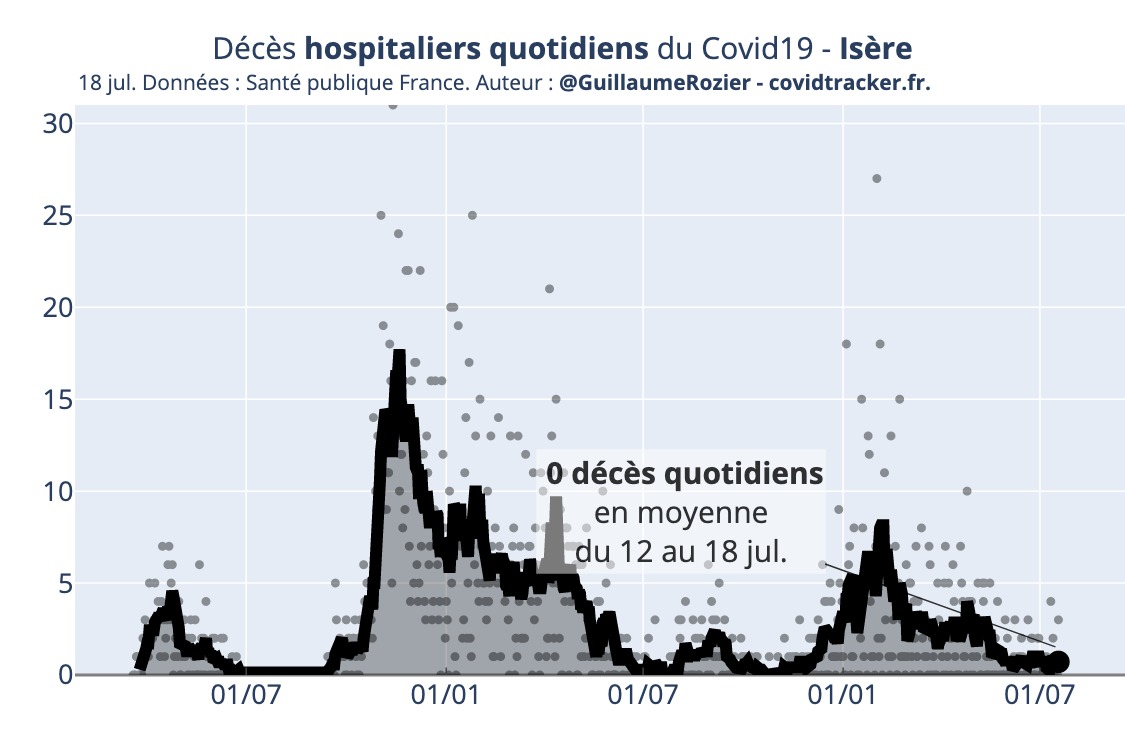 Décès hospitaliers quotidiens du Covid19 - Isère
18 jul. Données : Santé publique France. Auteur : @GuillaumeRozier - covidtracker.fr.
30
25
20
15
10
5
0
0 décès quotidiens
en moyenne
du 12 au 18 jul.
01/07 01/01 01/07 01/01 01/07